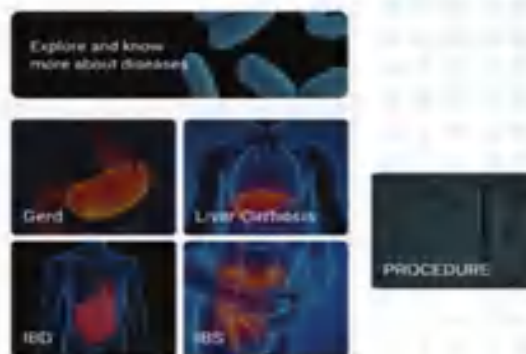 Explore and know
more about diseases
Gerd
Liver Cirrhosis
IBD
IBS
PROCEDURE